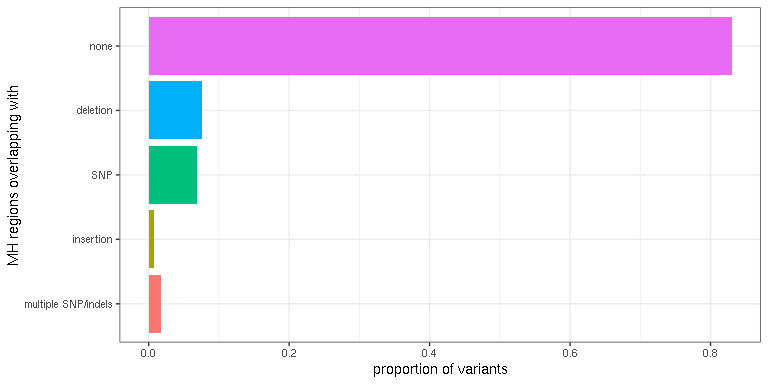 MH regions overlapping with
none
deletion
SNP
insertion
multiple SNP/indels
0.0 0.2 0.4 0.6 0.8
proportion of variants